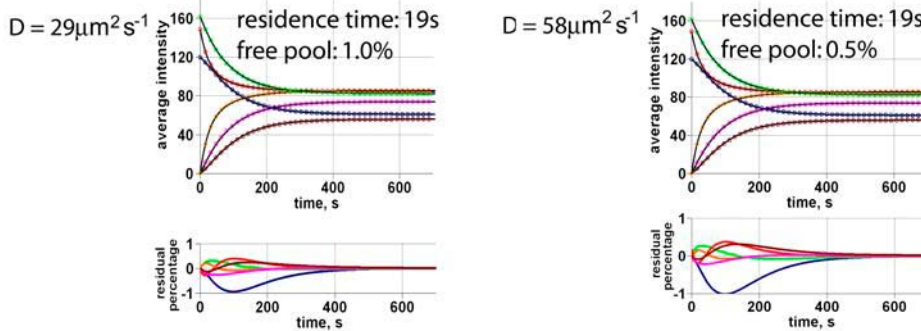 D = 29μm² s⁻¹
residence time: 19s
free pool: 1.0%
average intensity
160
120
80
40
0
0 200 400 600
time, s
residual
percentage
1
0
-1
0 200 400 600
time, s
D = 58μm² s⁻¹
residence time: 19s
free pool: 0.5%
average intensity
160
120
80
40
0
0 200 400 600
time, s
residual
percentage
1
0
-1
0 200 400 600
time, s